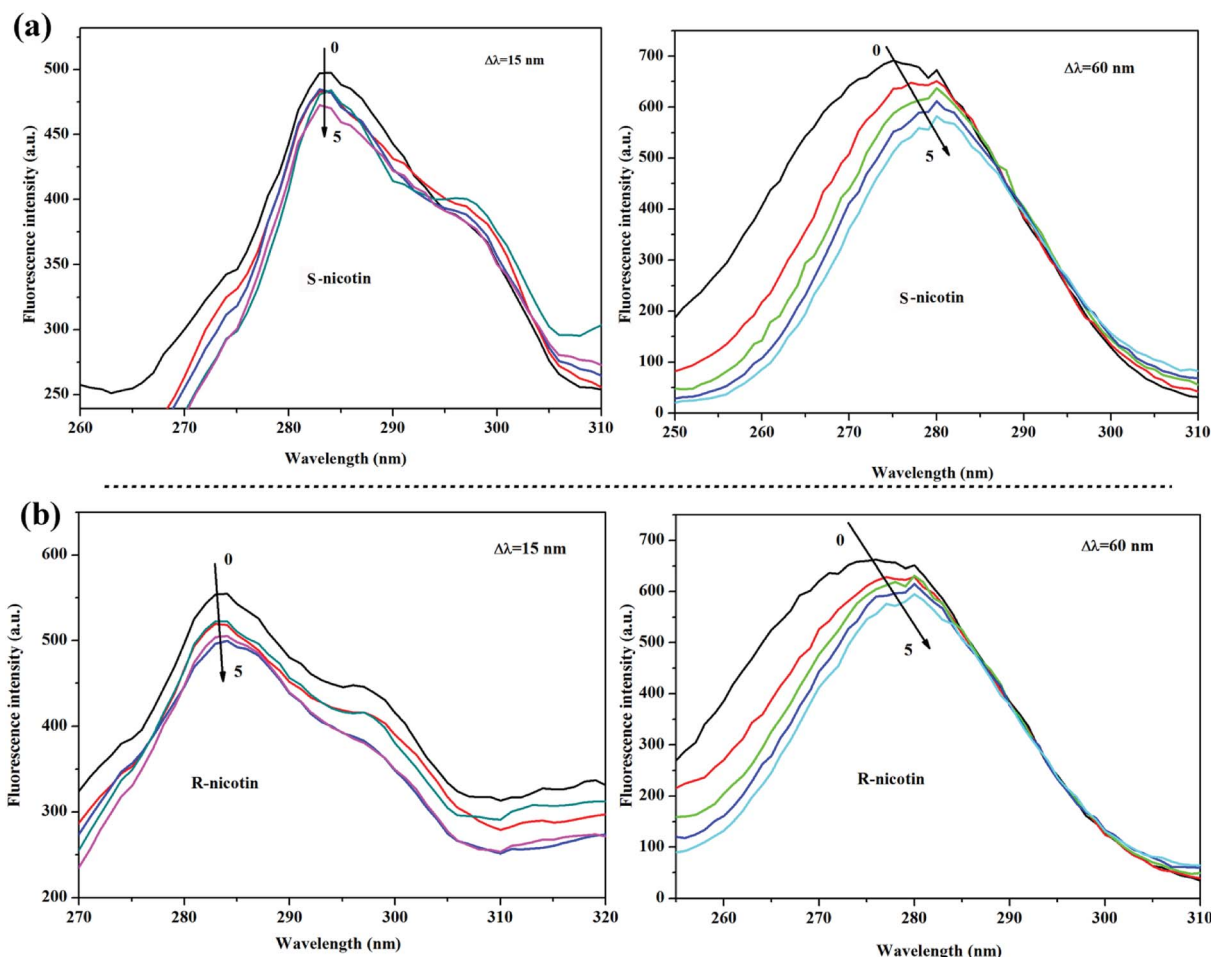 (a)
0
Δλ=15 nm
5
S-nicotin
Fluorescence intensity (a.u.)
500
450
400
350
300
250
260 270 280 290 300 310
Wavelength (nm)
0
Δλ=60 nm
5
S-nicotin
Fluorescence intensity (a.u.)
700
600
500
400
300
200
100
0
250 260 270 280 290 300 310
Wavelength (nm)
(b)
0
Δλ=15 nm
5
R-nicotin
Fluorescence intensity (a.u.)
600
500
400
300
200
270 280 290 300 310 320
Wavelength (nm)
0
Δλ=60 nm
5
R-nicotin
Fluorescence intensity (a.u.)
700
600
500
400
300
200
100
0
260 270 280 290 300 310
Wavelength (nm)